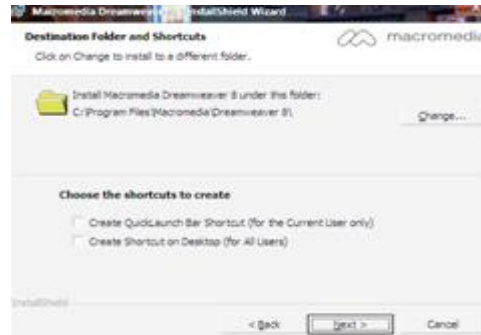 Macromedia Dreamweaver 8 - InstallShield Wizard
Destination Folder and Shortcuts
macromedia
Click on Change to install to a different folder.
Install Macromedia Dreamweaver 8 under this folder:
C:\Program Files\Macromedia\Dreamweaver 8\
Change...
Choose the shortcuts to create
Create QuickLaunch Bar Shortcut (for the Current User only)
Create Shortcut on Desktop (for All Users)
InstallShield
< Back
Next >
Cancel